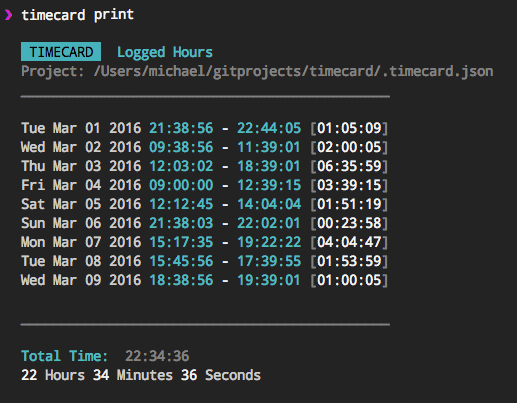 ❯ timecard print
TIMECARD Logged Hours
Project: /Users/michael/gitprojects/timecard/.timecard.json
Tue Mar 01 2016 21:38:56 - 22:44:05 [01:05:09]
Wed Mar 02 2016 09:38:56 - 11:39:01 [02:00:05]
Thu Mar 03 2016 12:03:02 - 18:39:01 [06:35:59]
Fri Mar 04 2016 09:00:00 - 12:39:15 [03:39:15]
Sat Mar 05 2016 12:12:45 - 14:04:04 [01:51:19]
Sun Mar 06 2016 21:38:03 - 22:02:01 [00:23:58]
Mon Mar 07 2016 15:17:35 - 19:22:22 [04:04:47]
Tue Mar 08 2016 15:45:56 - 17:39:55 [01:53:59]
Wed Mar 09 2016 18:38:56 - 19:39:01 [01:00:05]
Total Time: 22:34:36
22 Hours 34 Minutes 36 Seconds